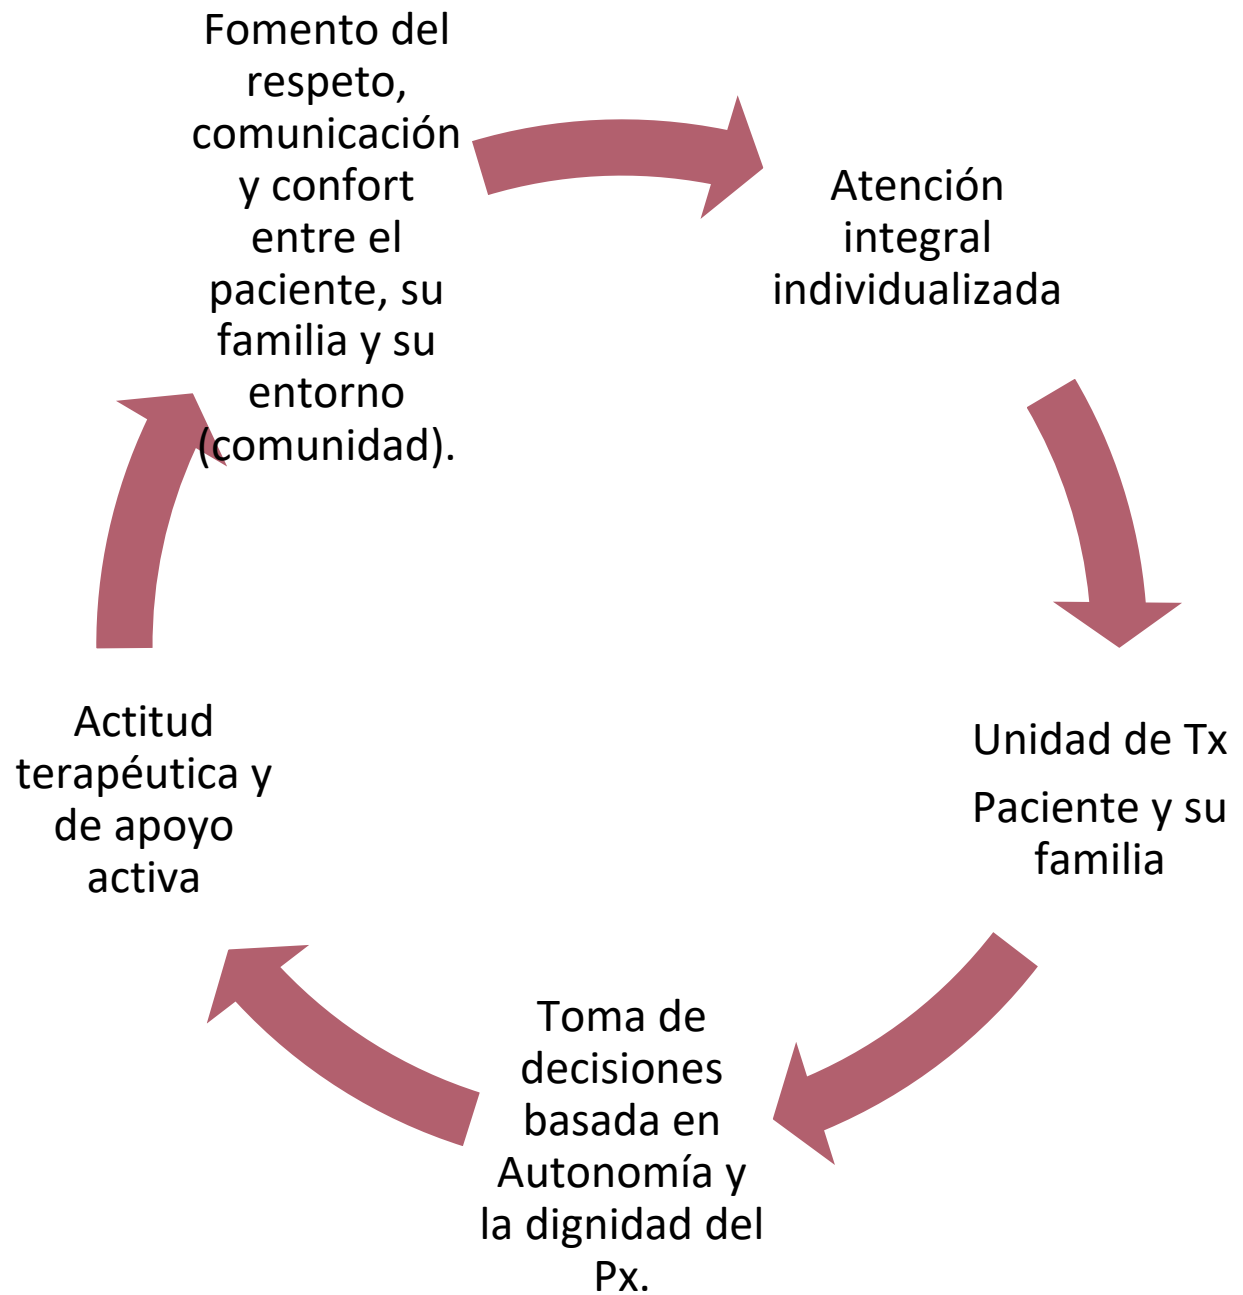 Fomento del
respeto,
comunicación
y confort
entre el
paciente, su
familia y su
entorno
(comunidad).
Atención
integral
individualizada
Unidad de Tx
Paciente y su
familia
Toma de
decisiones
basada en
Autonomía y
la dignidad del
Px.
Actitud
terapéutica y
de apoyo
activa